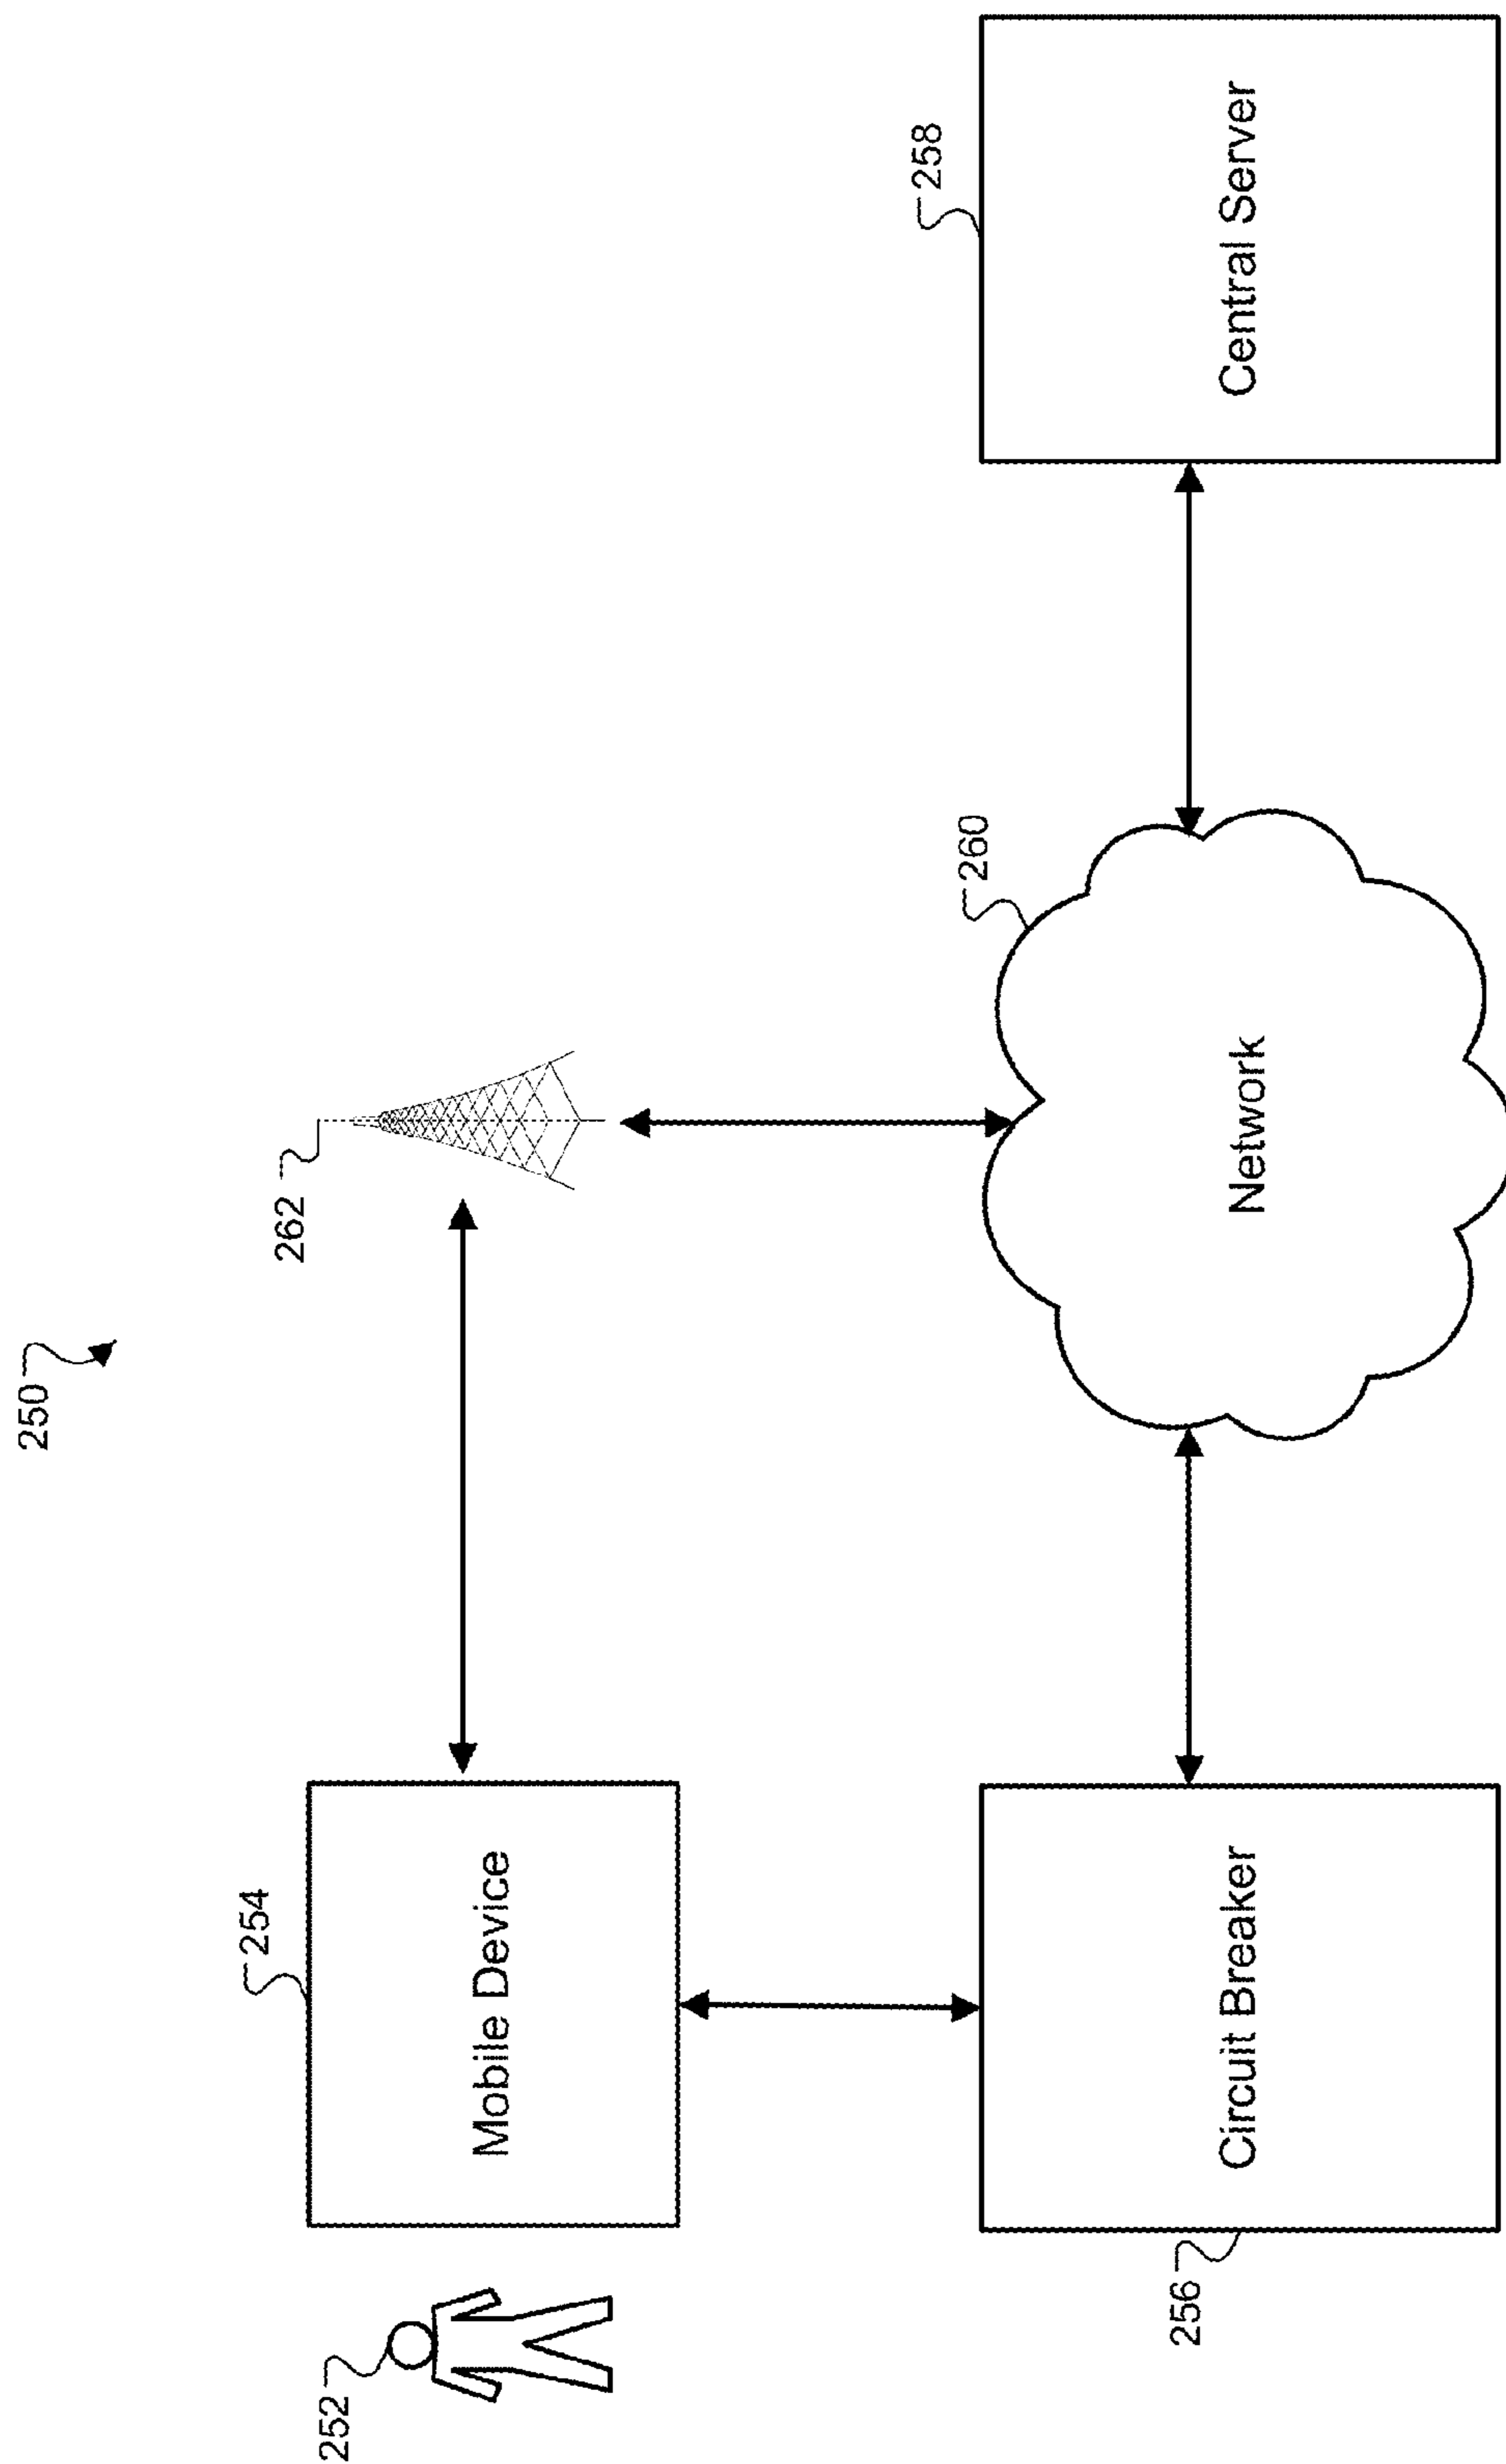 250
262
254
Mobile Device
252
258
260
Central Server
Network
Circuit Breaker
256